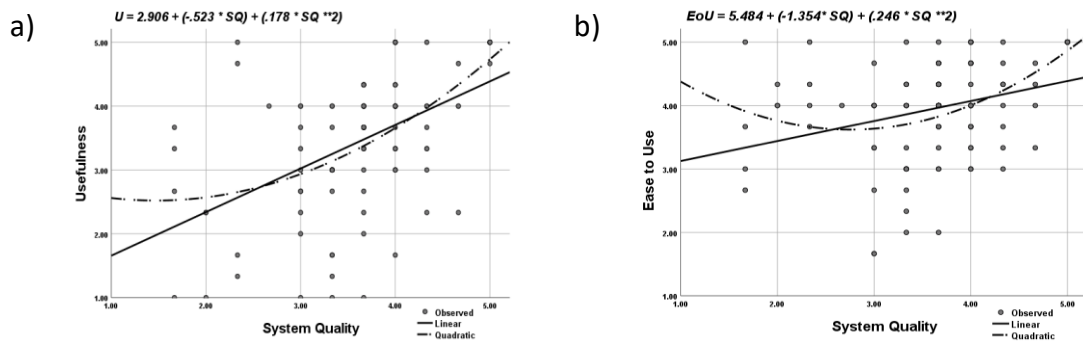 a)
U = 2.906 + (-.523 * SQ) + (.178 * SQ **2)
Usefulness
5.00
4.00
3.00
2.00
1.00
1.00 2.00 3.00 4.00 5.00
System Quality
Observed
Linear
Quadratic
b)
EoU = 5.484 + (-1.354* SQ) + (.246 * SQ **2)
Ease to Use
5.00
4.00
3.00
2.00
1.00
1.00 2.00 3.00 4.00 5.00
System Quality
Observed
Linear
Quadratic